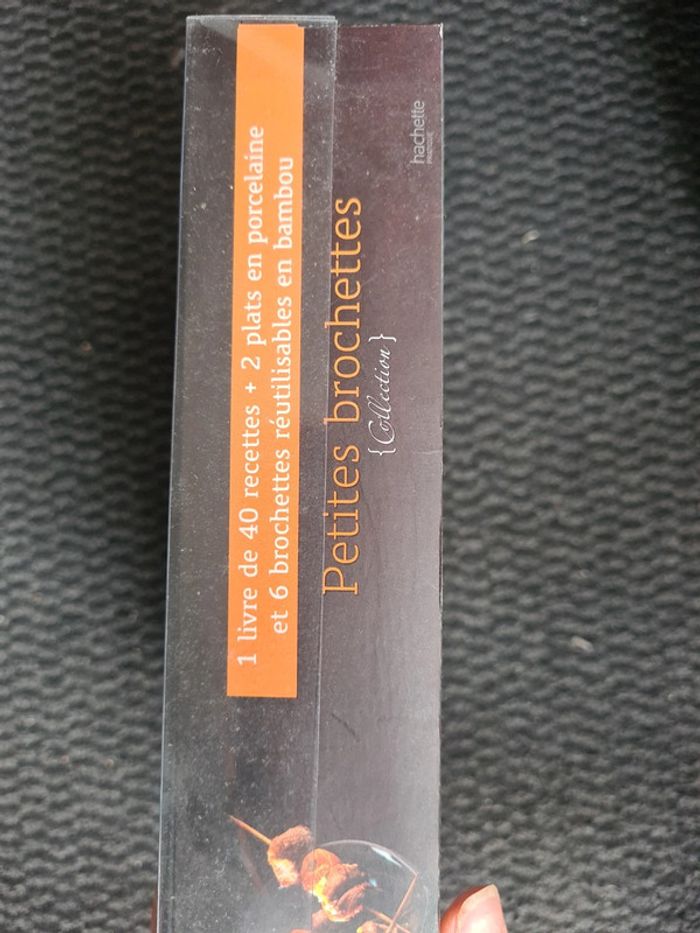 1 livre de 40 recettes + 2 plats en porcelaine
et 6 brochettes réutilisables en bambou
Petites brochettes
{Collection}
hachette
PRATIQUE